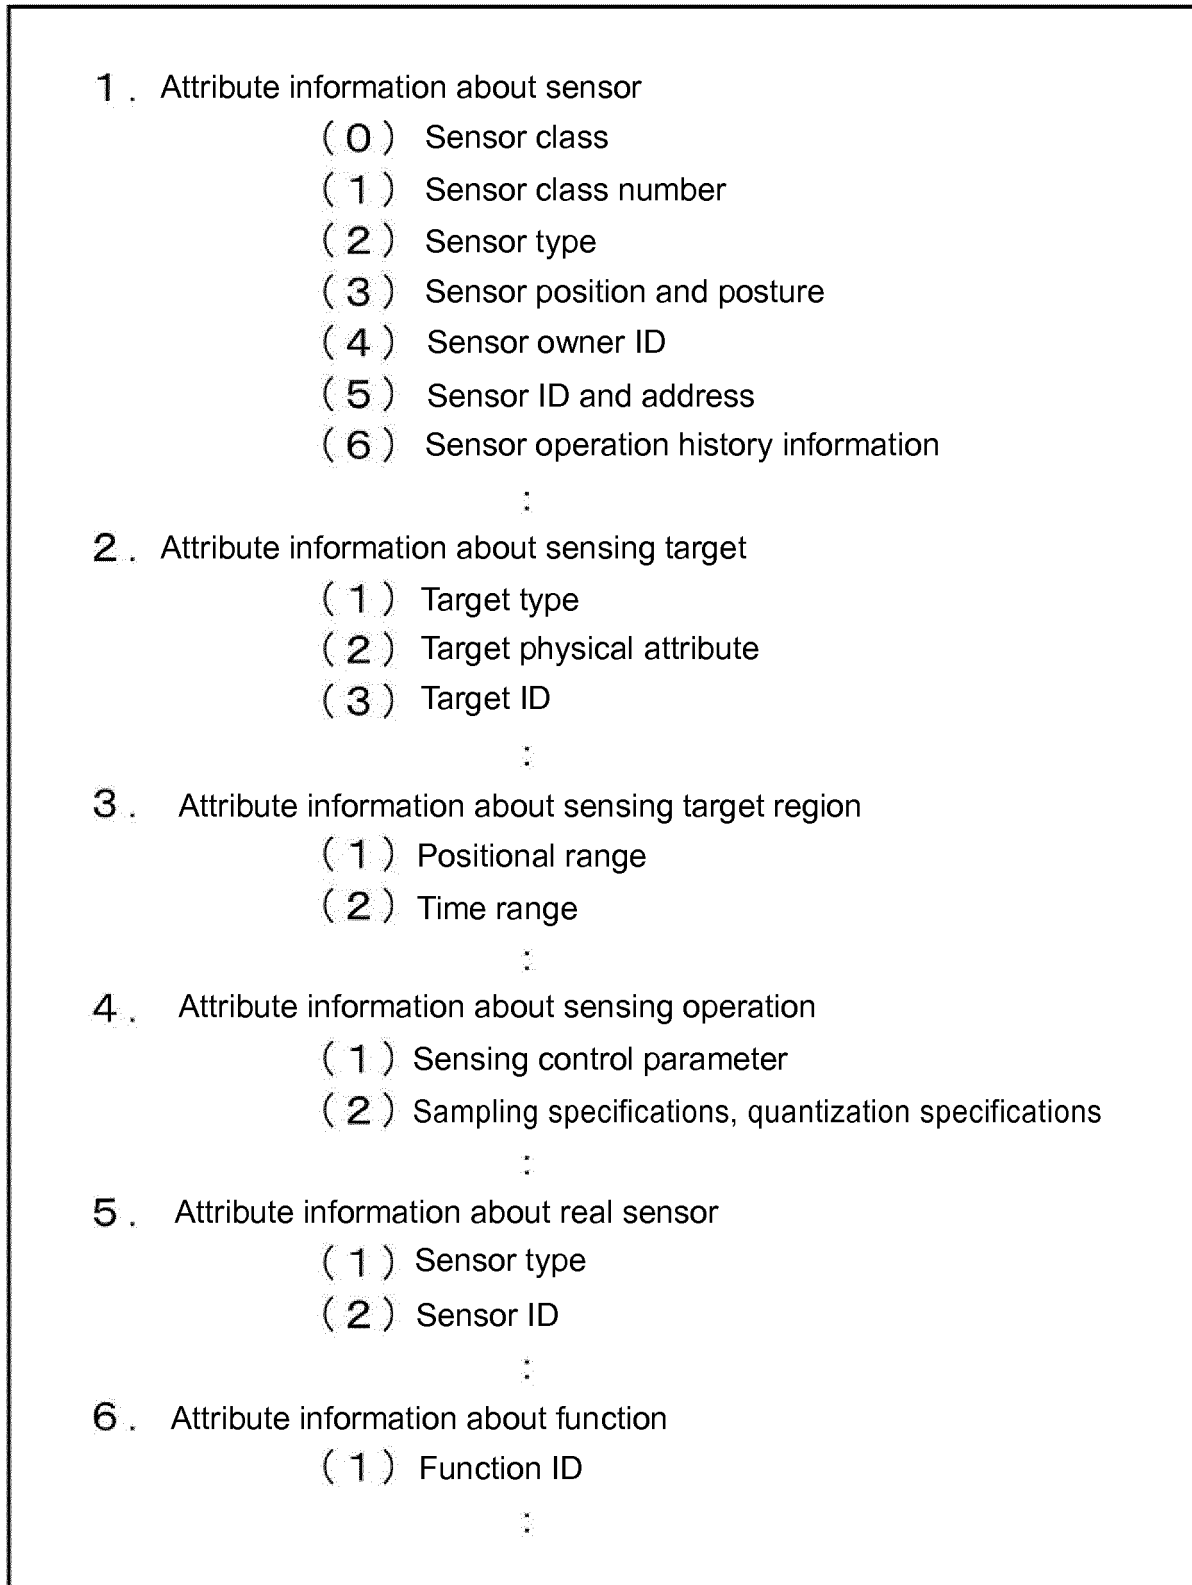 1. Attribute information about sensor
(0) Sensor class
(1) Sensor class number
(2) Sensor type
(3) Sensor position and posture
(4) Sensor owner ID
(5) Sensor ID and address
(6) Sensor operation history information
:
2. Attribute information about sensing target
(1) Target type
(2) Target physical attribute
(3) Target ID
:
3. Attribute information about sensing target region
(1) Positional range
(2) Time range
:
4. Attribute information about sensing operation
(1) Sensing control parameter
(2) Sampling specifications, quantization specifications
:
5. Attribute information about real sensor
(1) Sensor type
(2) Sensor ID
:
6. Attribute information about function
(1) Function ID
: